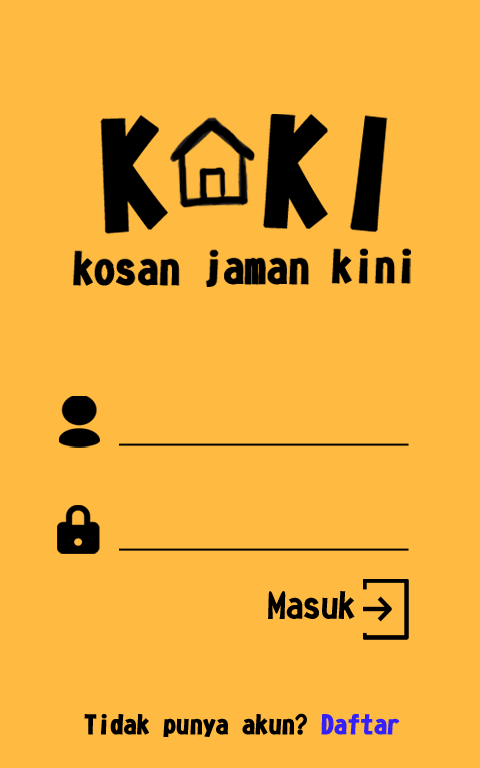 KOKI
kosan jaman kini
Masuk
Tidak punya akun? Daftar